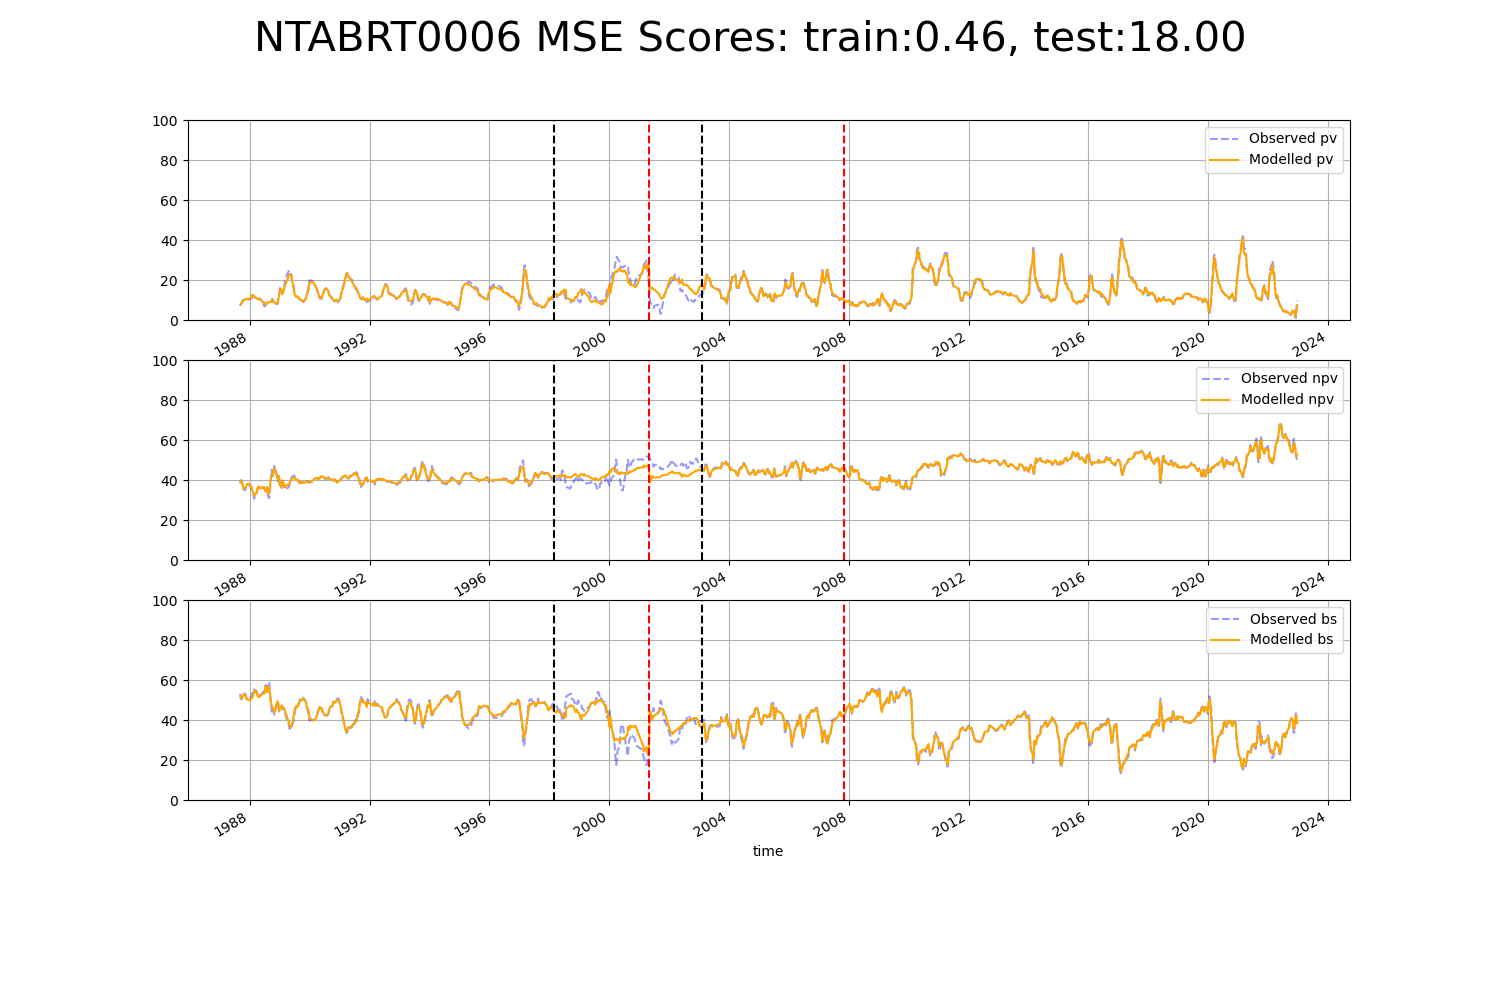 NTABRT0006 MSE Scores: train:0.46, test:18.00
100
80
60
40
20
0
Observed pv
Modelled pv
1988 1992 1996 2000 2004 2008 2012 2016 2020 2024
100
80
60
40
20
0
Observed npv
Modelled npv
1988 1992 1996 2000 2004 2008 2012 2016 2020 2024
100
80
60
40
20
0
Observed bs
Modelled bs
1988 1992 1996 2000 2004 2008 2012 2016 2020 2024
time